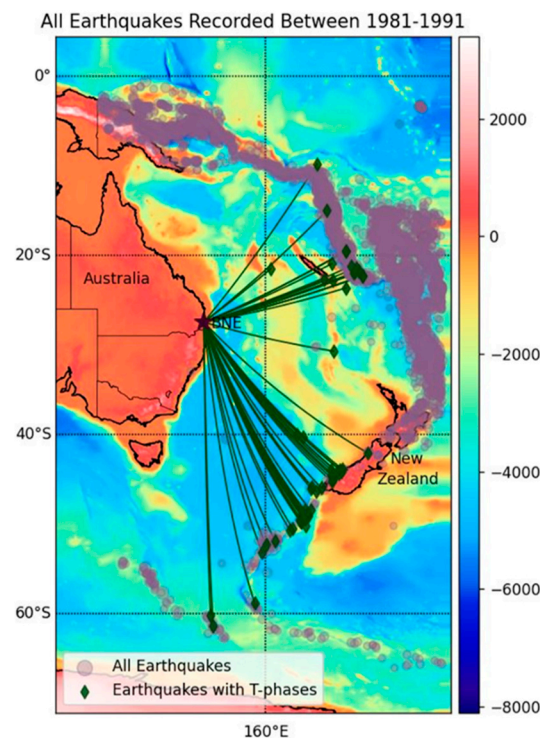 All Earthquakes Recorded Between 1981-1991
0°
20°S
40°S
60°S
Australia
BNE
New
Zealand
All Earthquakes
Earthquakes with T-phases
160°E
2000
0
−2000
−4000
−6000
−8000